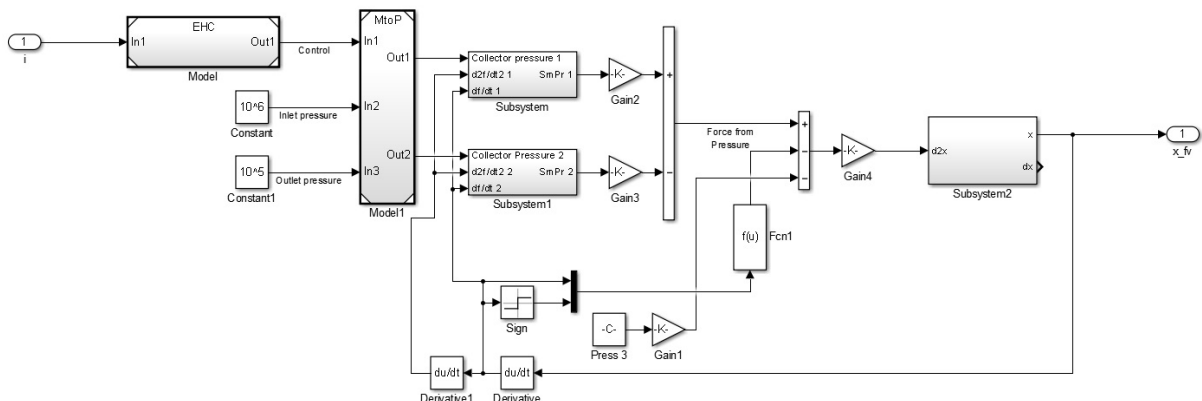 EHC
In1
Out1
Model
1
i
Control
MtoP
In1
In2
In3
Out1
Out2
Model1
10^6
Constant
Inlet pressure
10^5
Constant1
Outlet pressure
Collector pressure 1
d2f/dt2 1
df/dt 1
SmPr 1
Subsystem
Collector Pressure 2
d2f/dt2 2
df/dt 2
SmPr 2
Subsystem1
-K-
Gain2
-K-
Gain3
+
−
Force from
Pressure
+
−
−
-K-
Gain4
d2x
x
dx
Subsystem2
1
x_fv
f(u)
Fcn1
Sign
-C-
Press 3
-K-
Gain1
du/dt
Derivative1
du/dt
Derivative